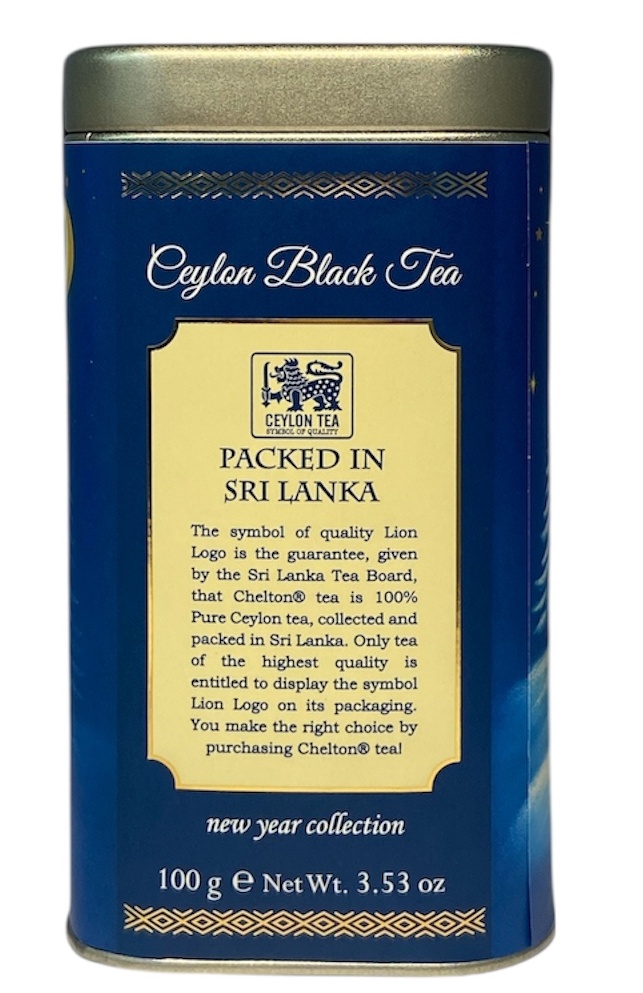 Ceylon Black Tea
CEYLON TEA
SYMBOL OF QUALITY
PACKED IN
SRI LANKA
The symbol of quality Lion
Logo is the guarantee, given
by the Sri Lanka Tea Board,
that Chelton® tea is 100%
Pure Ceylon tea, collected and
packed in Sri Lanka. Only tea
of the highest quality is
entitled to display the symbol
Lion Logo on its packaging.
You make the right choice by
purchasing Chelton® tea!
new year collection
100 g ℮ Net Wt. 3.53 oz